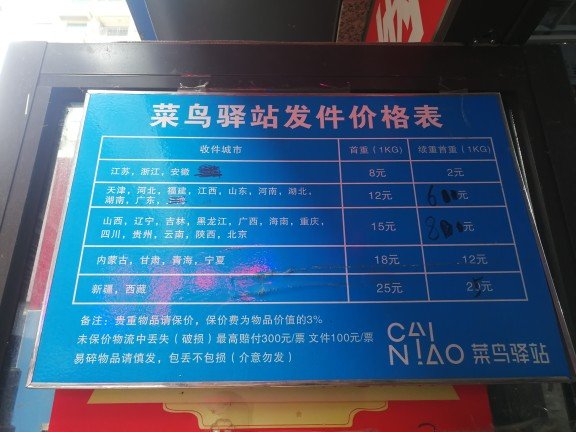 菜鸟驿站发件价格表
收件城市 首重（1KG） 续重首重（1KG）
江苏，浙江，安徽 8元 2元
天津，河北，福建，江西，山东，河南，湖北，
湖南，广东， 12元 6 元
山西，辽宁，吉林，黑龙江，广西，海南，重庆，
四川，贵州，云南，陕西，北京 15元 8 元
内蒙古，甘肃，青海，宁夏 18元 12元
新疆，西藏 25元 元
备注：贵重物品请保价，保价费为物品价值的3%
未保价物流中丢失（破损）最高赔付300元/票 文件100元/票
易碎物品请慎发，包丢不包损（介意勿发）
CAI
NIAO 菜鸟驿站